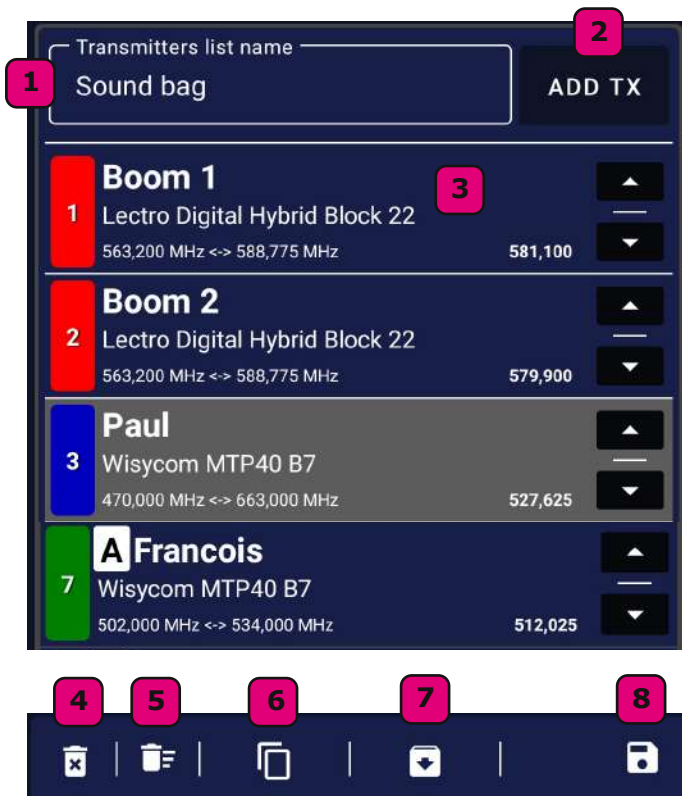 2
Transmitters list name
1
Sound bag
ADD TX
Boom 1
3
1
Lectro Digital Hybrid Block 22
563,200 MHz <-> 588,775 MHz
581,100
Boom 2
2
Lectro Digital Hybrid Block 22
563,200 MHz <-> 588,775 MHz
579,900
Paul
3
Wisycom MTP40 B7
470,000 MHz <-> 663,000 MHz
527,625
A Francois
7
Wisycom MTP40 B7
502,000 MHz <-> 534,000 MHz
512,025
4
5
6
7
8